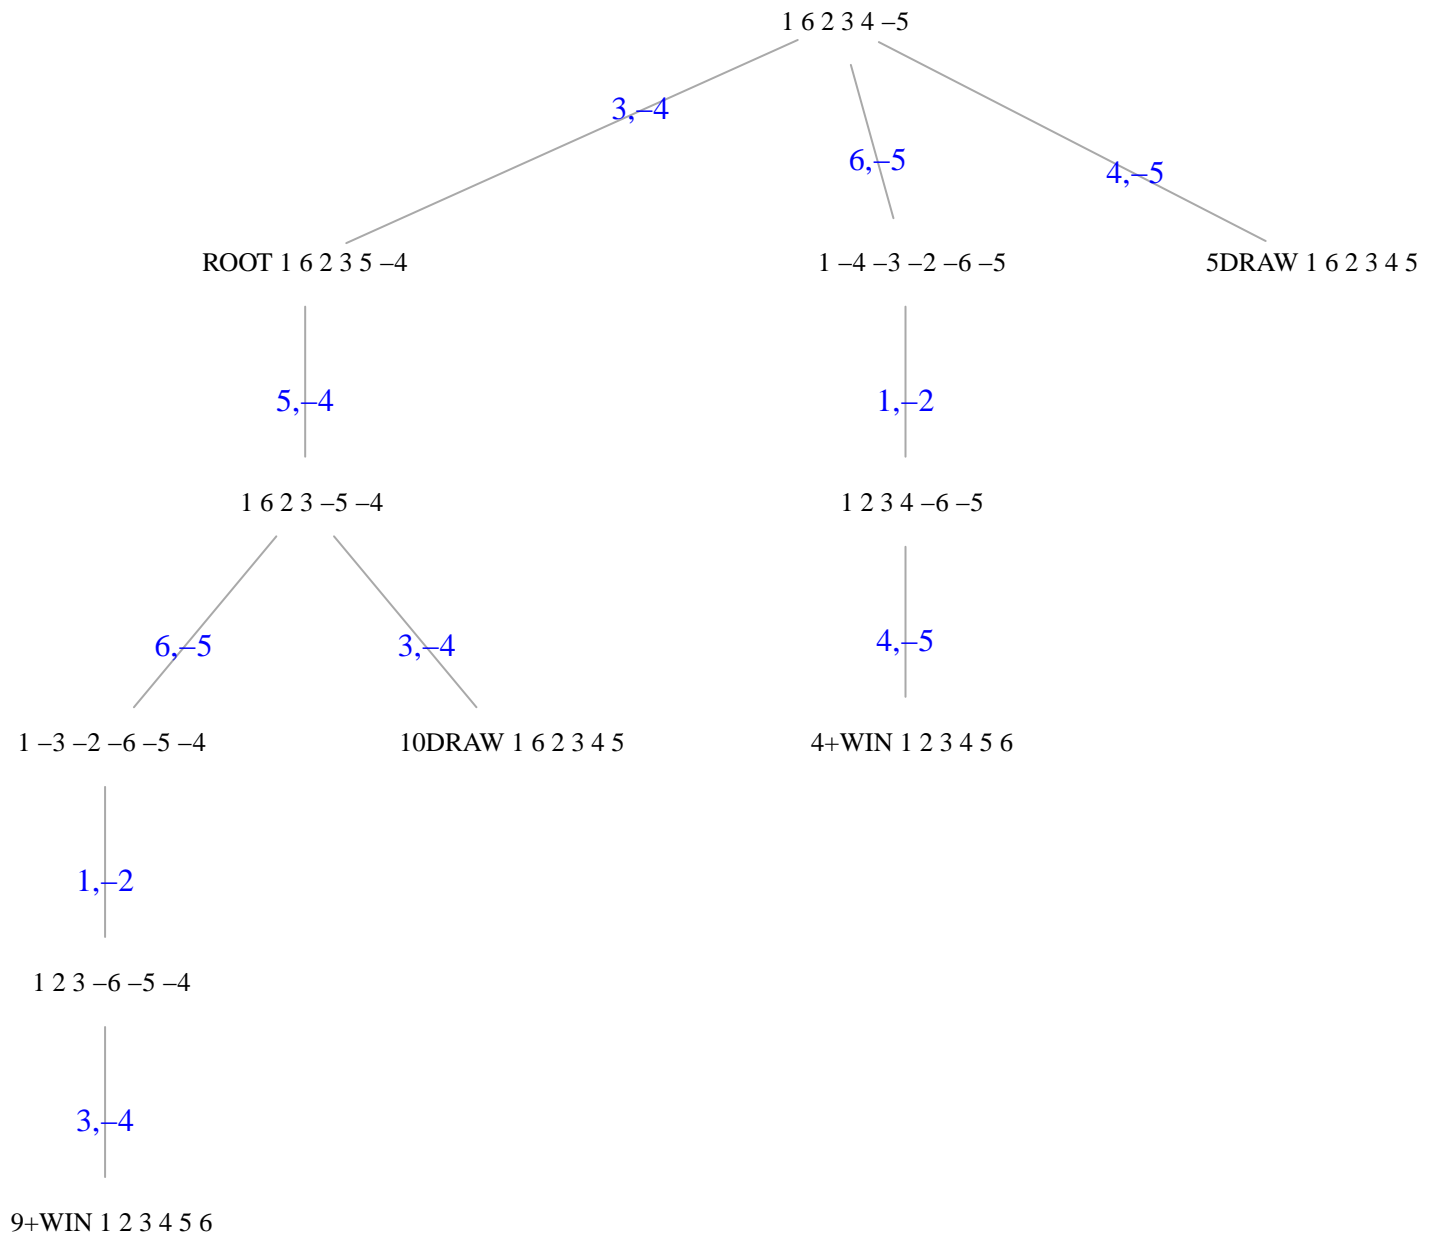 1 6 2 3 4 –5
3,–4
6,–5
4,–5
ROOT 1 6 2 3 5 –4
1 –4 –3 –2 –6 –5
5DRAW 1 6 2 3 4 5
5,–4
1,–2
1 6 2 3 –5 –4
1 2 3 4 –6 –5
6,–5
3,–4
4,–5
1 –3 –2 –6 –5 –4
10DRAW 1 6 2 3 4 5
4+WIN 1 2 3 4 5 6
1,–2
1 2 3 –6 –5 –4
3,–4
9+WIN 1 2 3 4 5 6